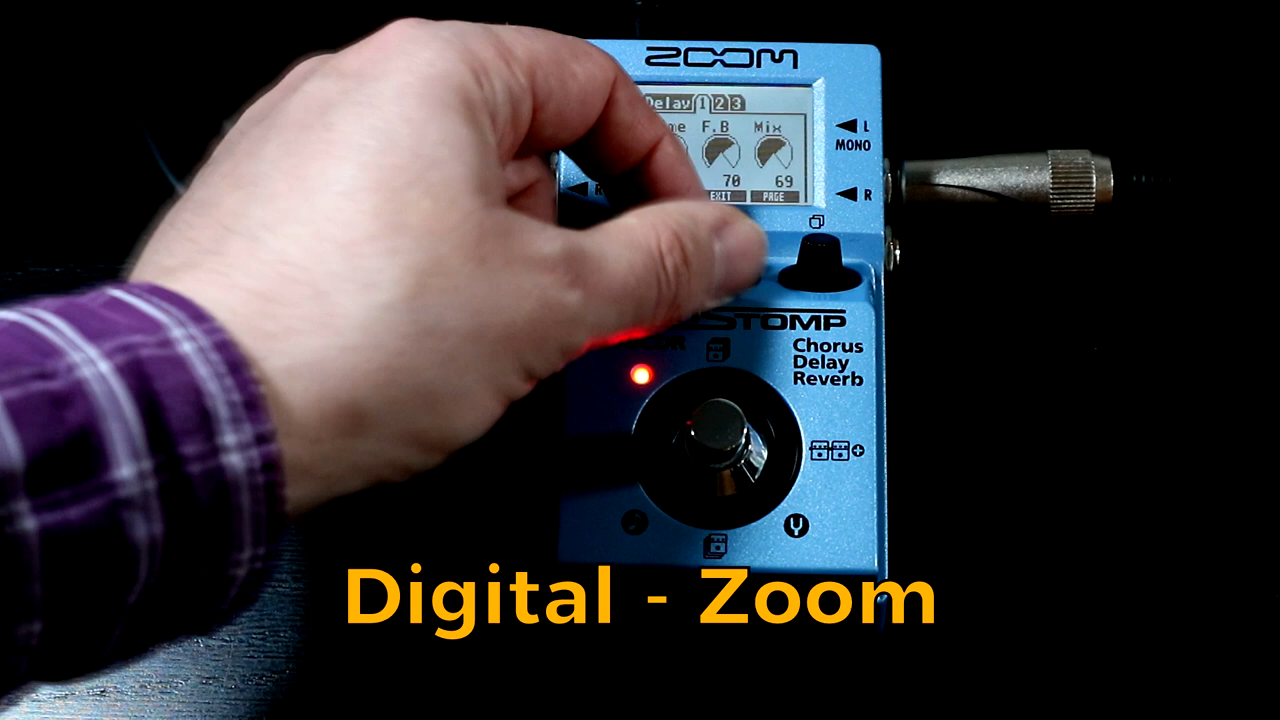 ZOOM
Delay 1 2 3
F.B Mix
70 69
EXIT PAGE
L
MONO
R
R
STOMP
Chorus
Delay
Reverb
Digital - Zoom